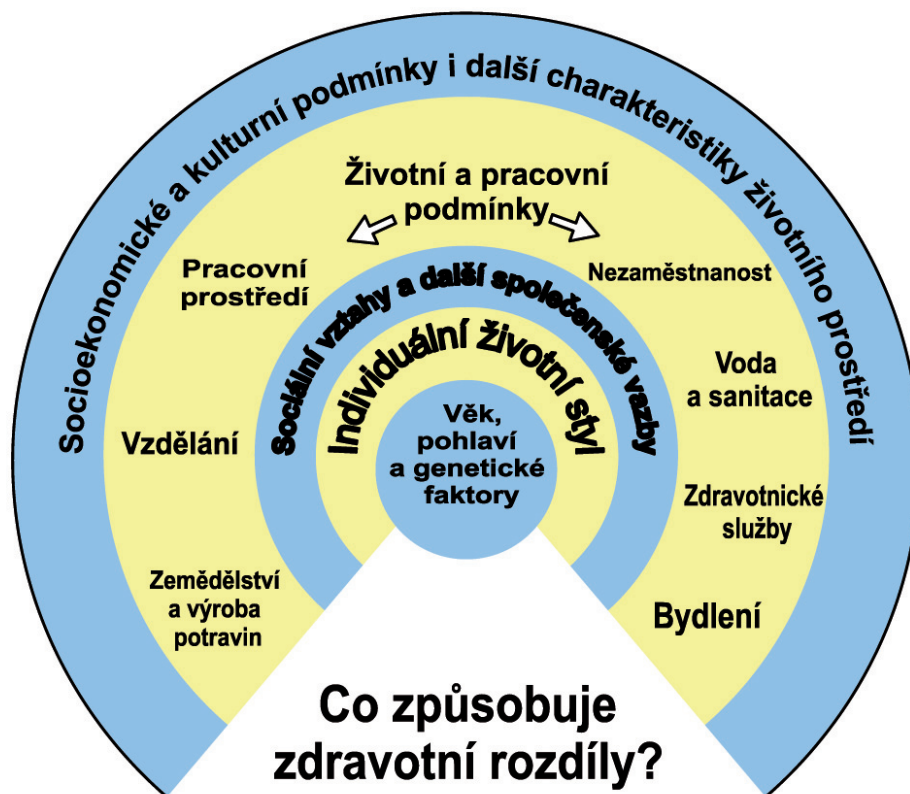 Socioekonomické a kulturní podmínky i další charakteristiky životního prostředí
Životní a pracovní
podmínky
Pracovní
prostředí
Nezaměstnanost
Sociální vztahy a další společenské vazby
Individuální životní styl
Voda
a sanitace
Věk,
pohlaví
a genetické
faktory
Vzdělání
Zdravotnické
služby
Zemědělství
a výroba
potravin
Bydlení
Co způsobuje
zdravotní rozdíly?